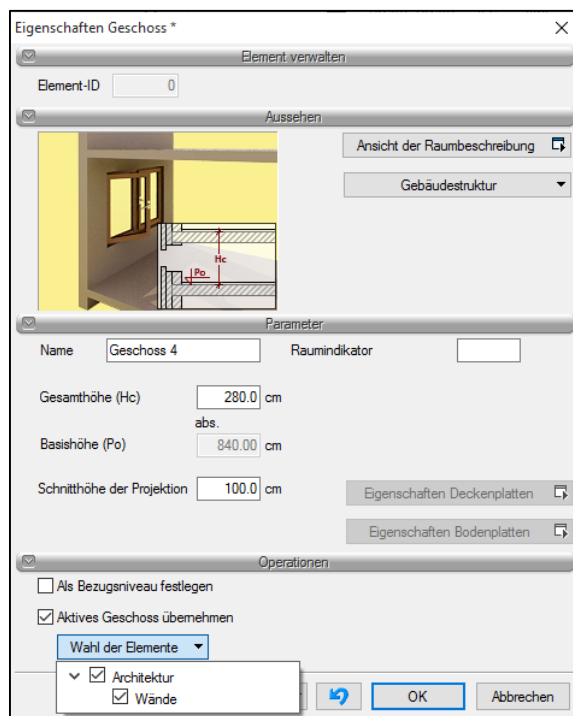 Eigenschaften Geschoss *
Element verwalten
Element-ID 0
Aussehen
Ansicht der Raumbeschreibung
Gebäudestruktur
Hc
Po
Parameter
Name Geschoss 4 Raumindikator
Gesamthöhe (Hc) 280.0 cm
abs.
Basishöhe (Po) 840.00 cm
Schnitthöhe der Projektion 100.0 cm
Eigenschaften Deckenplatten
Eigenschaften Bodenplatten
Operationen
Als Bezugsniveau festlegen
Aktives Geschoss übernehmen
Wahl der Elemente
Architektur
Wände
OK Abbrechen